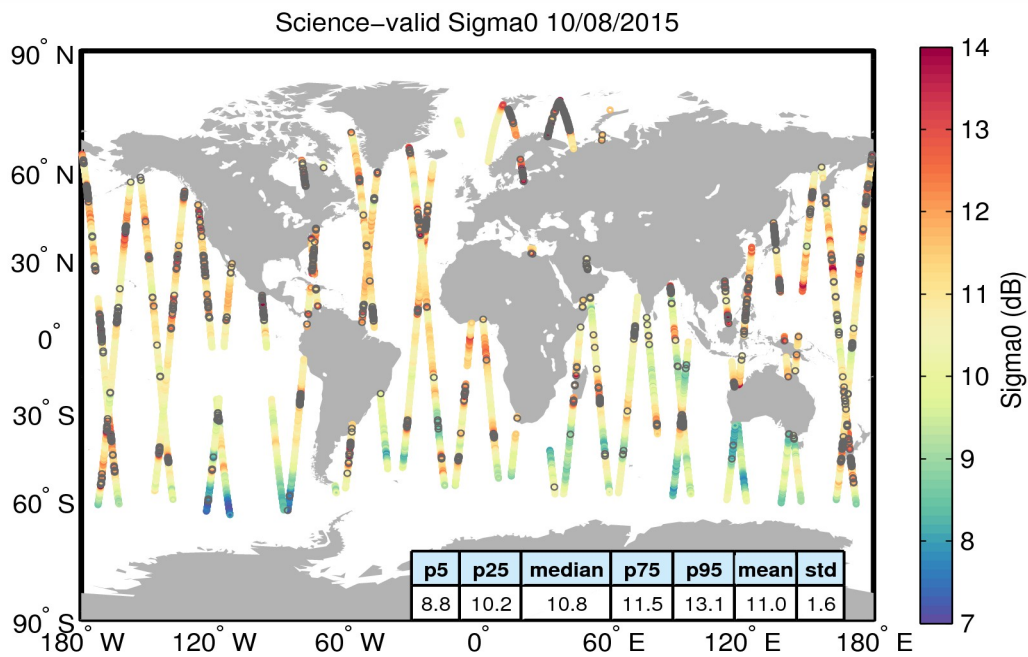 Science−valid Sigma0 10/08/2015
90° N
60° N
30° N
0°
30° S
60° S
90° S
180° W
120° W
60° W
0°
60° E
120° E
180° E
14
13
12
11
10
9
8
7
Sigma0 (dB)
p5 p25 median p75 p95 mean std
8.8 10.2 10.8 11.5 13.1 11.0 1.6